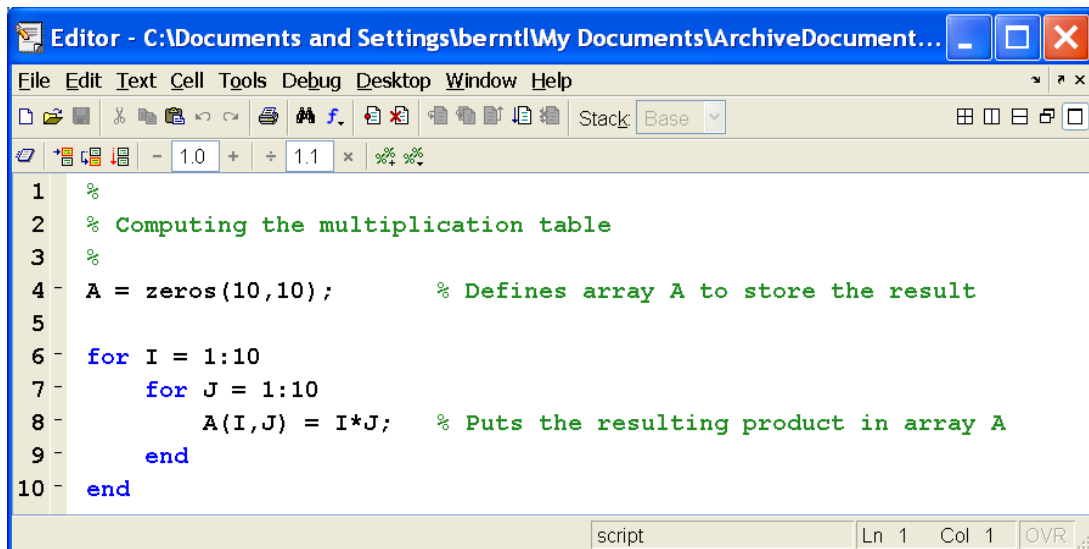 Editor - C:\Documents and Settings\berntl\My Documents\ArchiveDocument...
File Edit Text Cell Tools Debug Desktop Window Help
Stack: Base
- 1.0 + ÷ 1.1 ×
1 %
2 % Computing the multiplication table
3 %
4 - A = zeros(10,10); % Defines array A to store the result
5
6 - for I = 1:10
7 - for J = 1:10
8 - A(I,J) = I*J; % Puts the resulting product in array A
9 - end
10 - end
script Ln 1 Col 1 OVR